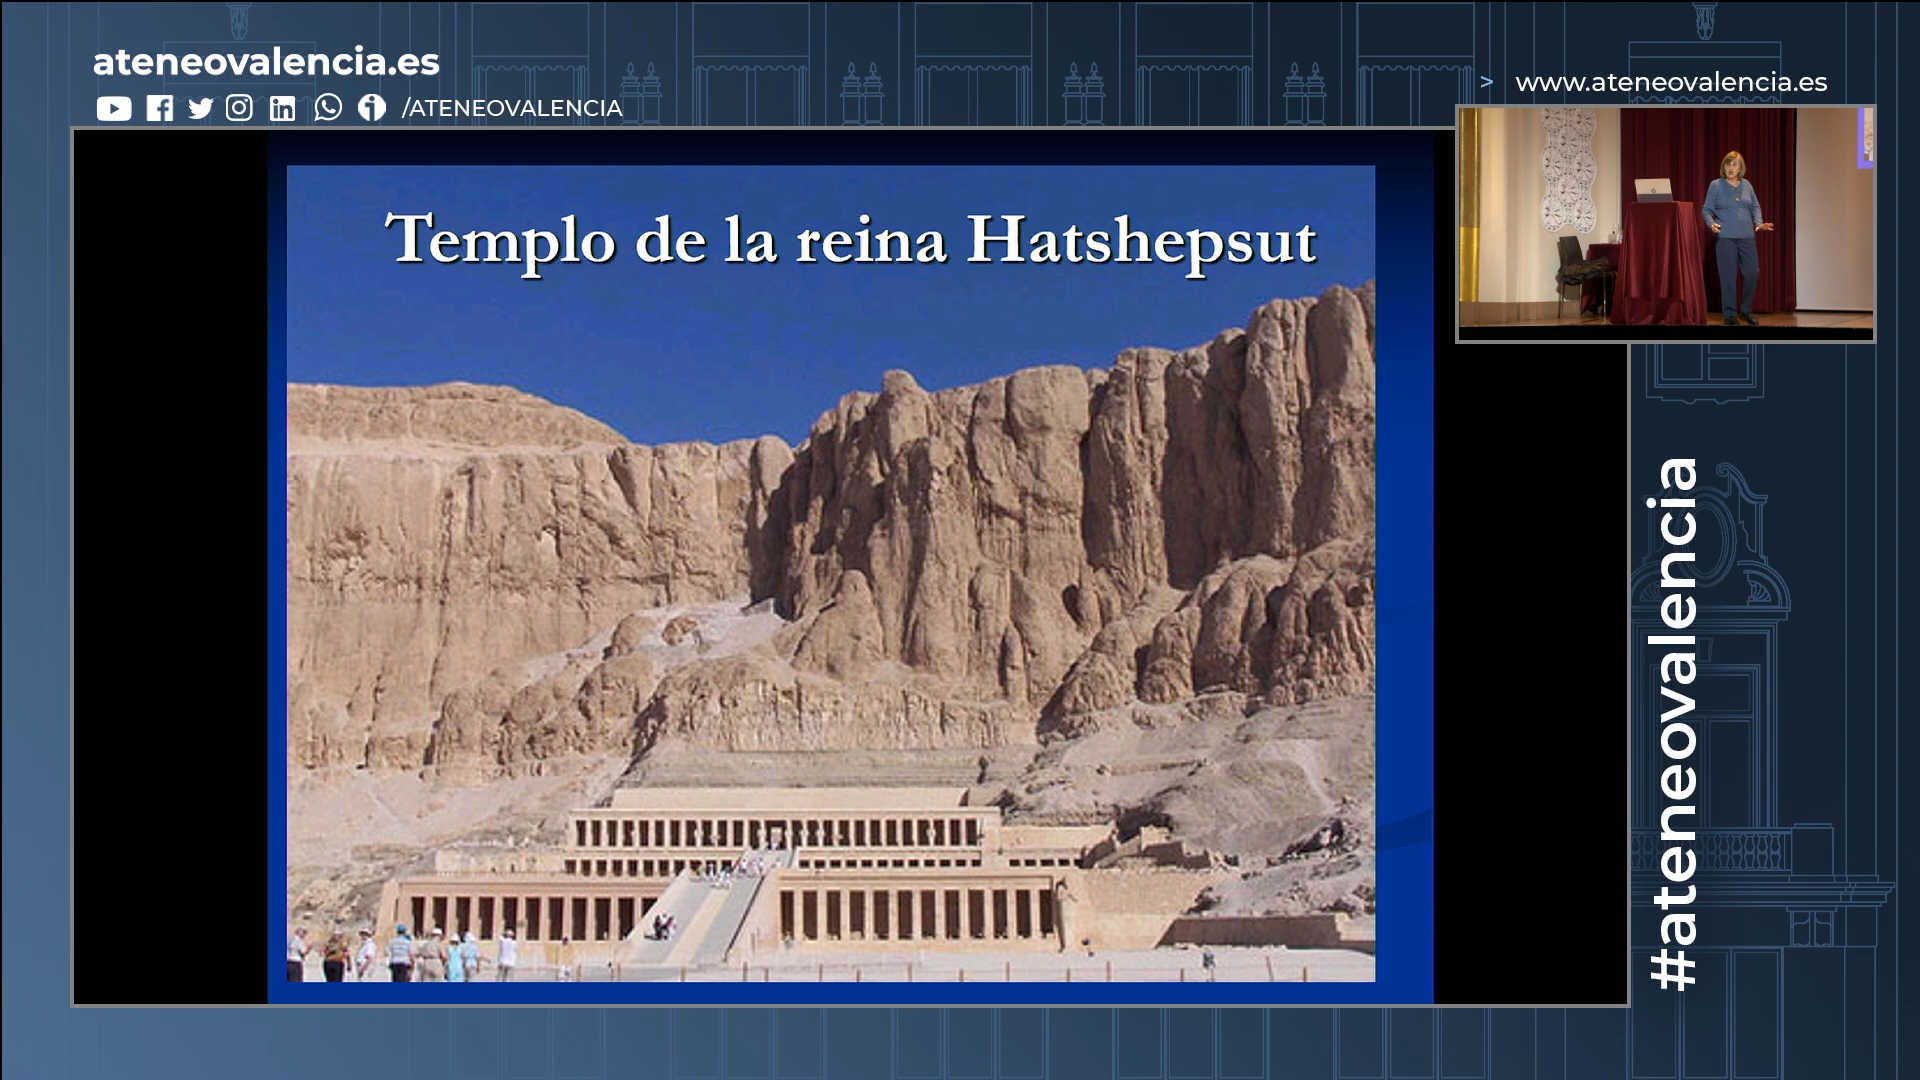 ateneovalencia.es
/ATENEOVALENCIA
> www.ateneovalencia.es
Templo de la reina Hatshepsut
#ateneovalencia